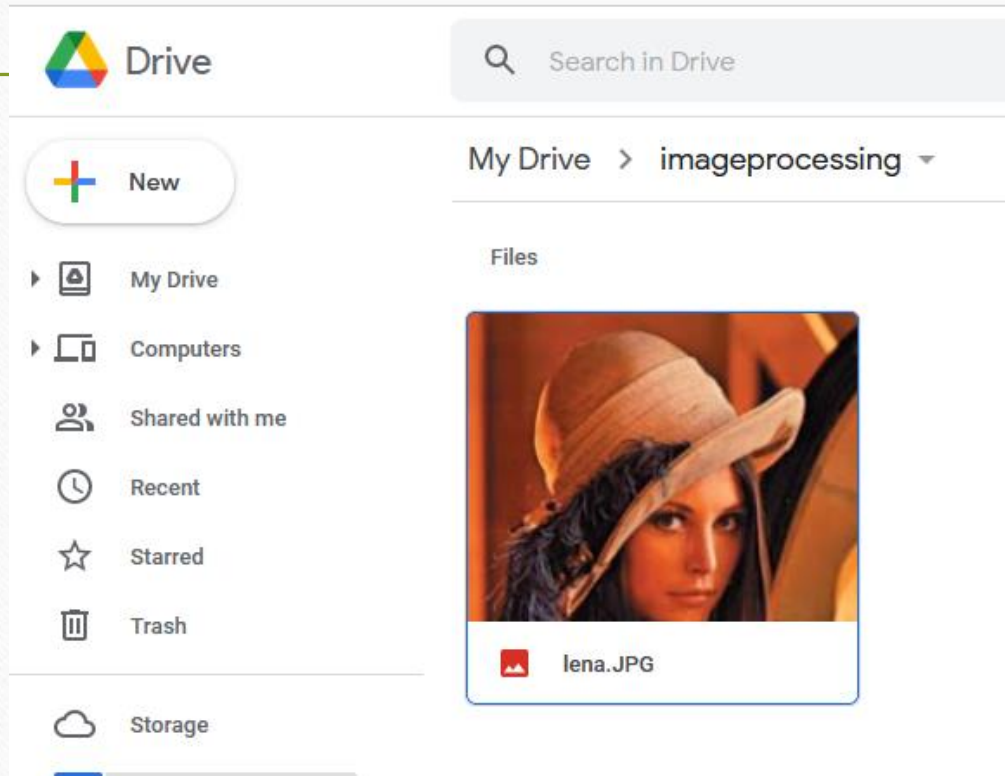 Drive
Search in Drive
New
My Drive > imageprocessing
My Drive
Computers
Shared with me
Recent
Starred
Trash
Storage
Files
lena.JPG